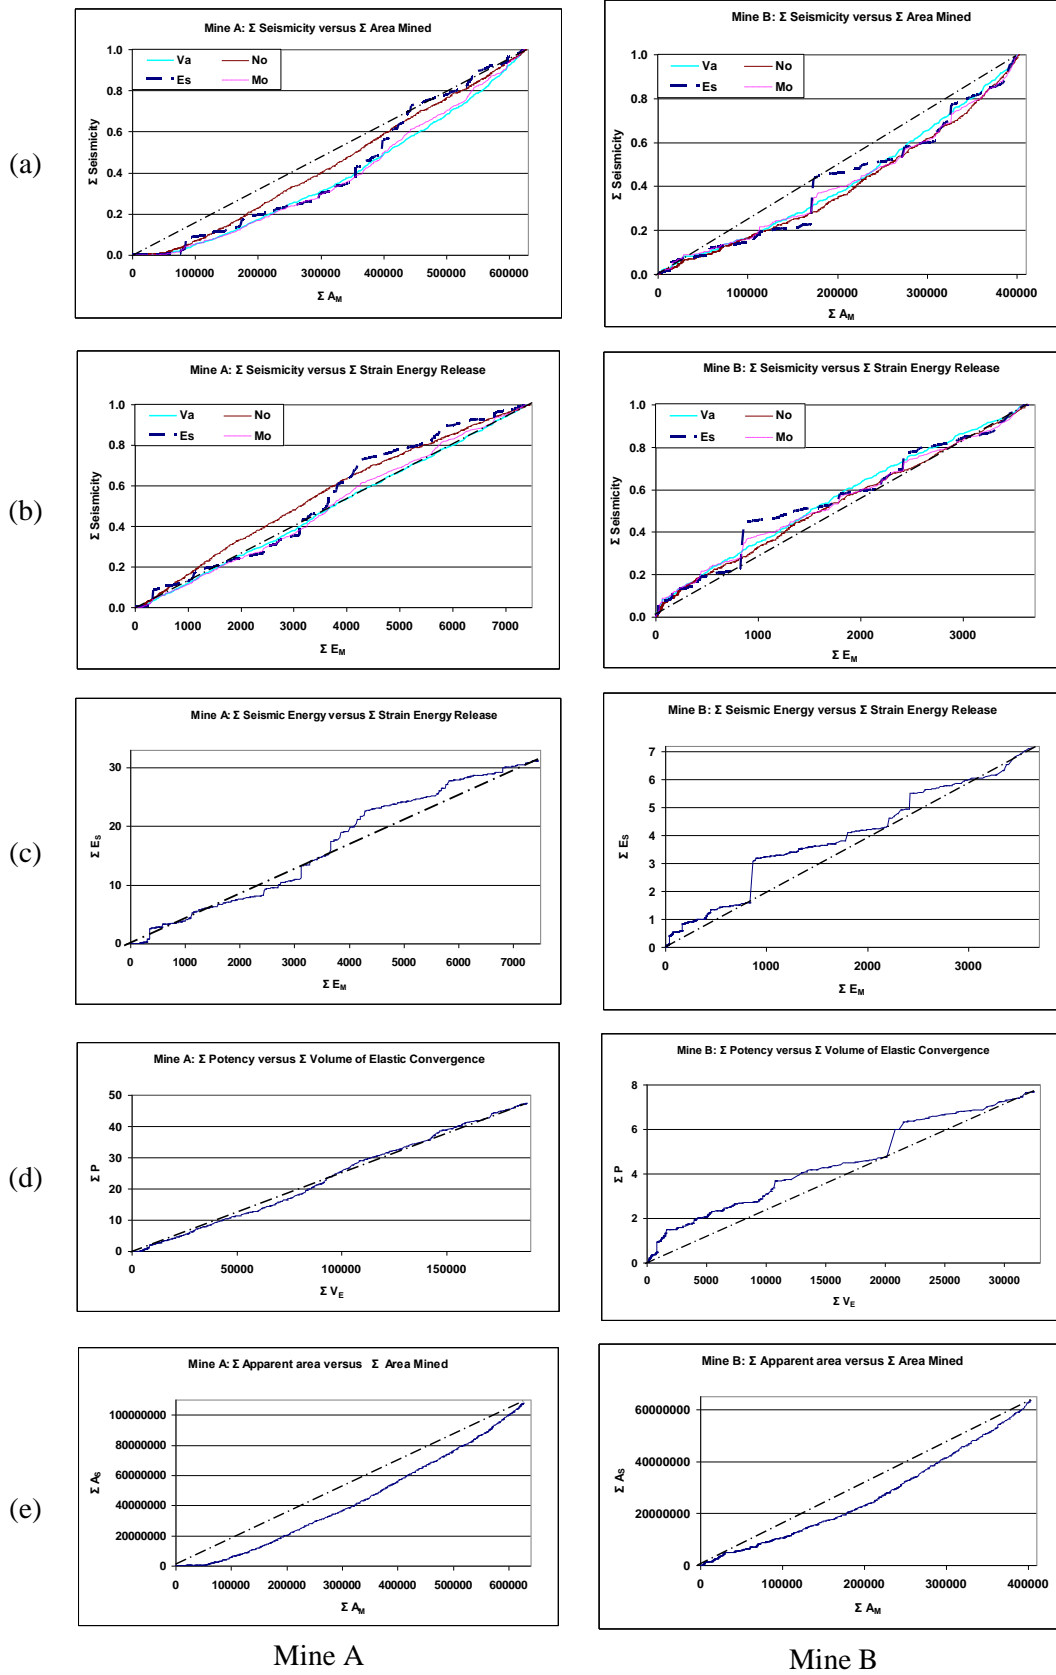 (a)
Mine A: Σ Seismicity versus Σ Area Mined
Va No
Es Mo
1.0
0.8
0.6
0.4
0.2
0.0
Σ Seismicity
0 100000 200000 300000 400000 500000 600000
Σ AM
Mine B: Σ Seismicity versus Σ Area Mined
Va No
Es Mo
1.0
0.8
0.6
0.4
0.2
0.0
Σ Seismicity
0 100000 200000 300000 400000
Σ AM
(b)
Mine A: Σ Seismicity versus Σ Strain Energy Release
Va No
Es Mo
1.0
0.8
0.6
0.4
0.2
0.0
Σ Seismicity
0 1000 2000 3000 4000 5000 6000 7000
Σ EM
Mine B: Σ Seismicity versus Σ Strain Energy Release
Va No
Es Mo
1.0
0.8
0.6
0.4
0.2
0.0
Σ Seismicity
0 1000 2000 3000
Σ EM
(c)
Mine A: Σ Seismic Energy versus Σ Strain Energy Release
30
20
10
0
Σ ES
0 1000 2000 3000 4000 5000 6000 7000
Σ EM
Mine B: Σ Seismic Energy versus Σ Strain Energy Release
7
6
5
4
3
2
1
0
Σ ES
0 1000 2000 3000
Σ EM
(d)
Mine A: Σ Potency versus Σ Volume of Elastic Convergence
50
40
30
20
10
0
Σ P
0 50000 100000 150000
Σ VE
Mine B: Σ Potency versus Σ Volume of Elastic Convergence
8
6
4
2
0
Σ P
0 5000 10000 15000 20000 25000 30000
Σ VE
(e)
Mine A: Σ Apparent area versus Σ Area Mined
100000000
80000000
60000000
40000000
20000000
0
Σ AS
0 100000 200000 300000 400000 500000 600000
Σ AM
Mine B: Σ Apparent area versus Σ Area Mined
60000000
40000000
20000000
0
Σ AS
0 100000 200000 300000 400000
Σ AM
Mine A
Mine B